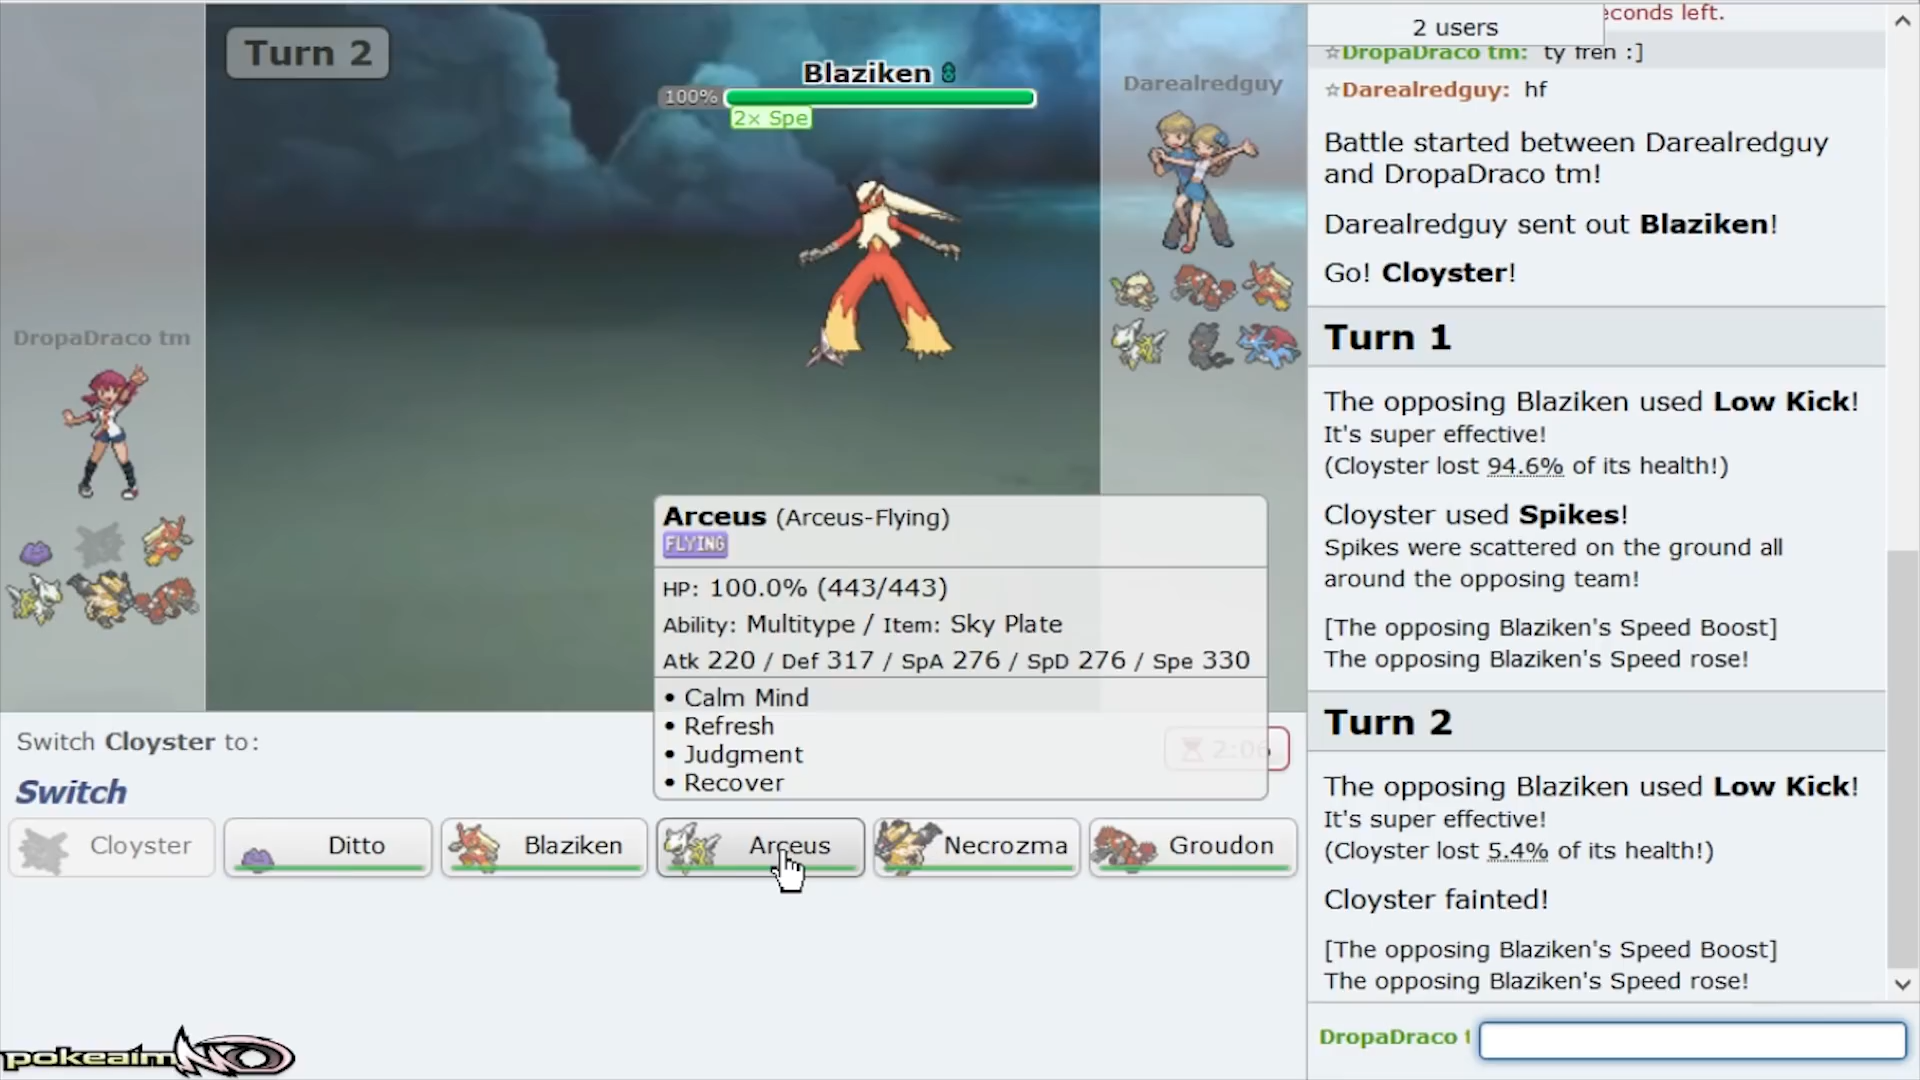 Turn 2
Blaziken
100%
2× Spe
Darealredguy
DropaDraco tm
Arceus (Arceus-Flying)
FLYING
HP: 100.0% (443/443)
Ability: Multitype / Item: Sky Plate
Atk 220 / Def 317 / SpA 276 / SpD 276 / Spe 330
• Calm Mind
• Refresh
• Judgment
• Recover
Switch Cloyster to:
2:06
Switch
Cloyster
Ditto
Blaziken
Arceus
Necrozma
Groudon
pokeaimMD
2 users
econds left.
☆DropaDraco tm: ty fren :]
☆Darealredguy: hf
Battle started between Darealredguy
and DropaDraco tm!
Darealredguy sent out Blaziken!
Go! Cloyster!
Turn 1
The opposing Blaziken used Low Kick!
It's super effective!
(Cloyster lost 94.6% of its health!)
Cloyster used Spikes!
Spikes were scattered on the ground all
around the opposing team!
[The opposing Blaziken's Speed Boost]
The opposing Blaziken's Speed rose!
Turn 2
The opposing Blaziken used Low Kick!
It's super effective!
(Cloyster lost 5.4% of its health!)
Cloyster fainted!
[The opposing Blaziken's Speed Boost]
The opposing Blaziken's Speed rose!
DropaDraco t